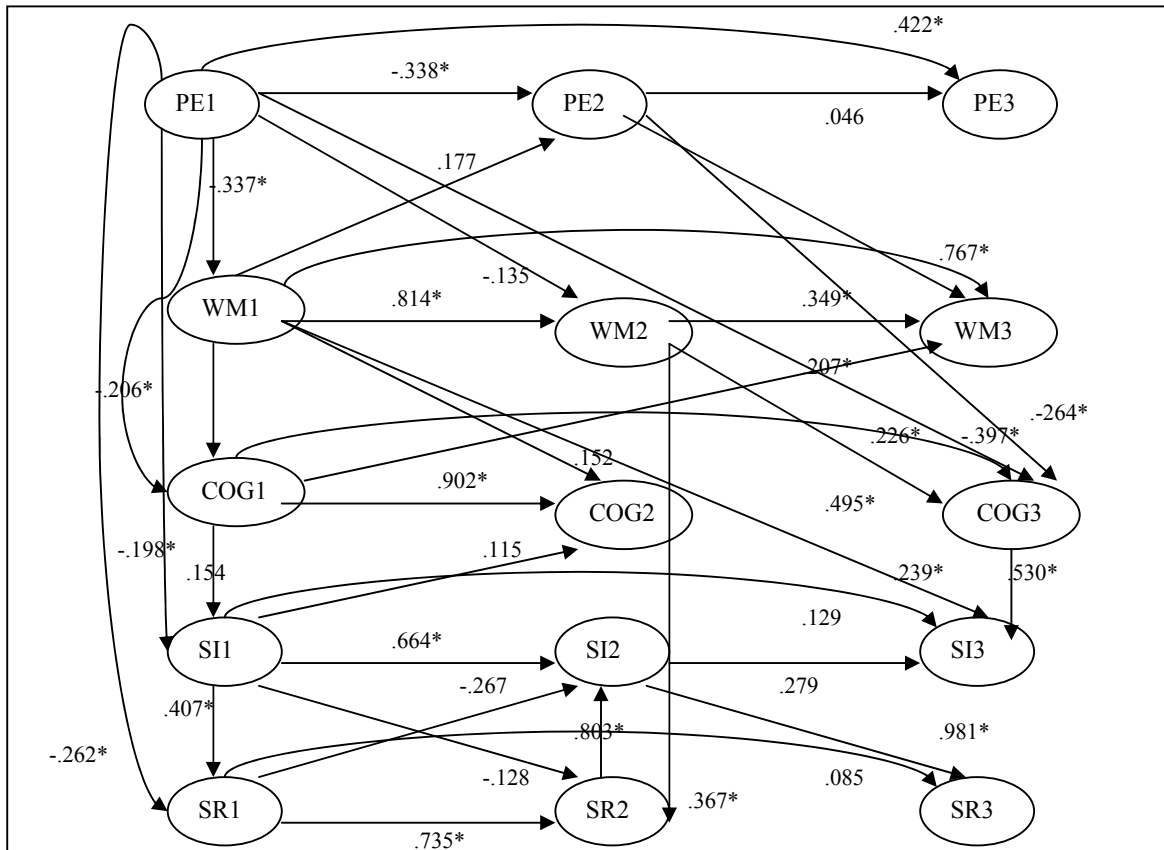 .422*
-.338*
PE1
PE2
PE3
.046
.177
-.337*
.767*
-.135
.814*
.349*
WM1
WM2
WM3
.207*
-.206*
.-264*
.226*
-.397*
.152
.902*
COG1
COG2
COG3
.495*
-.198*
.115
.154
.239*
.530*
.129
.664*
SI1
SI2
SI3
-.267
.279
.407*
.803*
.981*
-.262*
-.128
.085
.367*
SR1
SR2
SR3
.735*